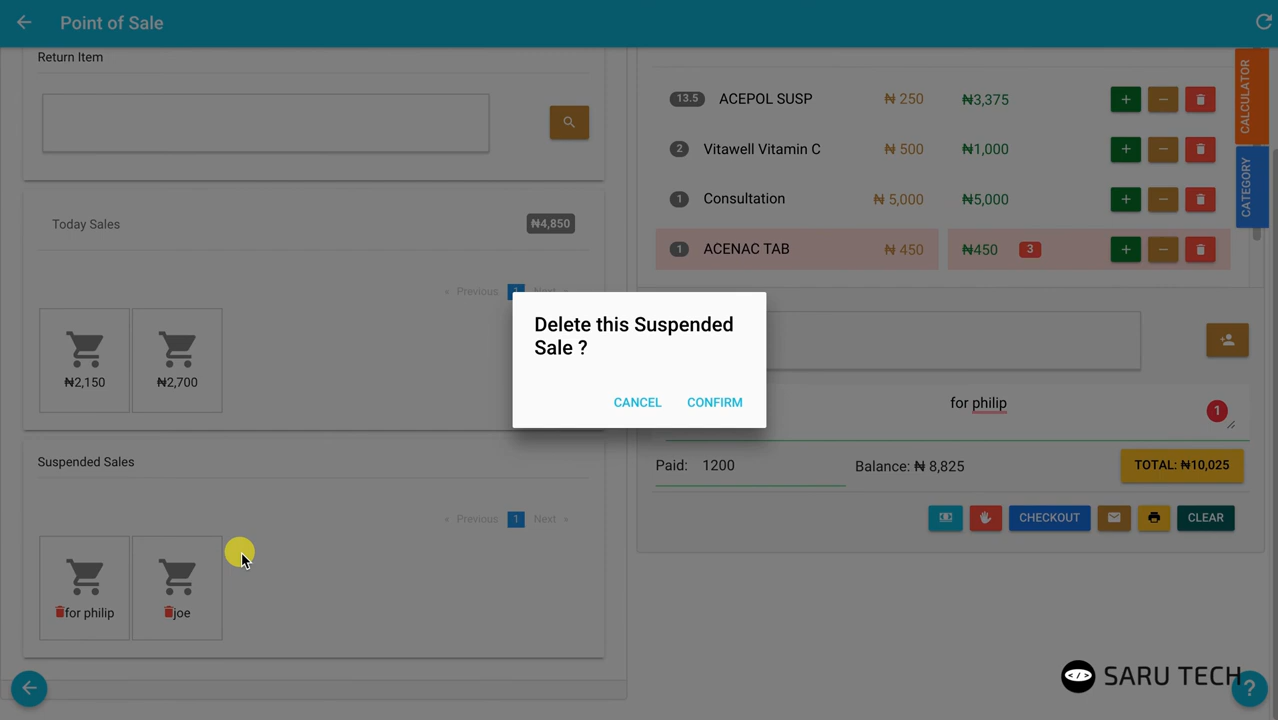 Point of Sale
Return Item
Today Sales ₦4,850
« Previous 1 Next »
₦2,150 ₦2,700
Suspended Sales
« Previous 1 Next »
for philip joe
13.5 ACEPOL SUSP ₦ 250 ₦3,375
2 Vitawell Vitamin C ₦ 500 ₦1,000
1 Consultation ₦ 5,000 ₦5,000
1 ACENAC TAB ₦ 450 ₦450 3
CALCULATOR
CATEGORY
Delete this Suspended
Sale ?
CANCEL CONFIRM
for philip 1
Paid: 1200 Balance: ₦ 8,825 TOTAL: ₦10,025
CHECKOUT CLEAR
</> SARU TECH
?